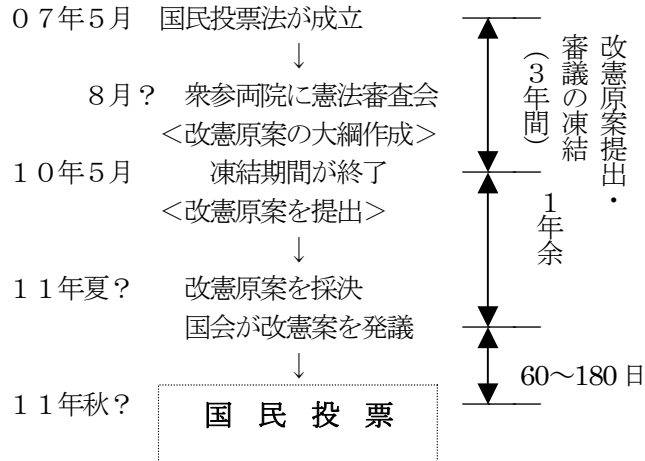 ０７年５月 国民投票法が成立
↓
８月？ 衆参両院に憲法審査会
＜改憲原案の大綱作成＞
１０年５月 凍結期間が終了
＜改憲原案を提出＞
↓
１１年夏？ 改憲原案を採決
国会が改憲案を発議
↓
１１年秋？ 国 民 投 票
改憲原案提出・
審議の凍結
（３年間）
１年余
60～180 日